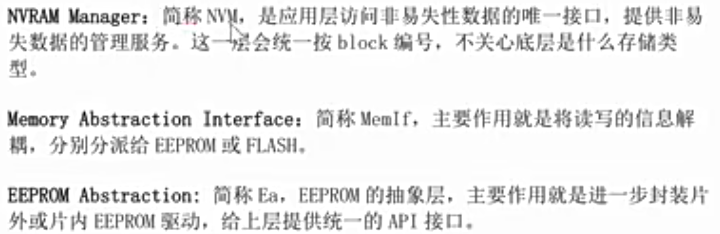 NVRAM Manager：简称 NVM，是应用层访问非易失性数据的唯一接口，提供非易
失数据的管理服务。这一层会统一按 block 编号，不关心底层是什么存储类
型。
Memory Abstraction Interface：简称 MemIf，主要作用就是将读写的信息解
耦，分别分派给 EEPROM 或 FLASH。
EEPROM Abstraction: 简称 Ea，EEPROM 的抽象层，主要作用就是进一步封装片
外或片内 EEPROM 驱动，给上层提供统一的 API 接口。